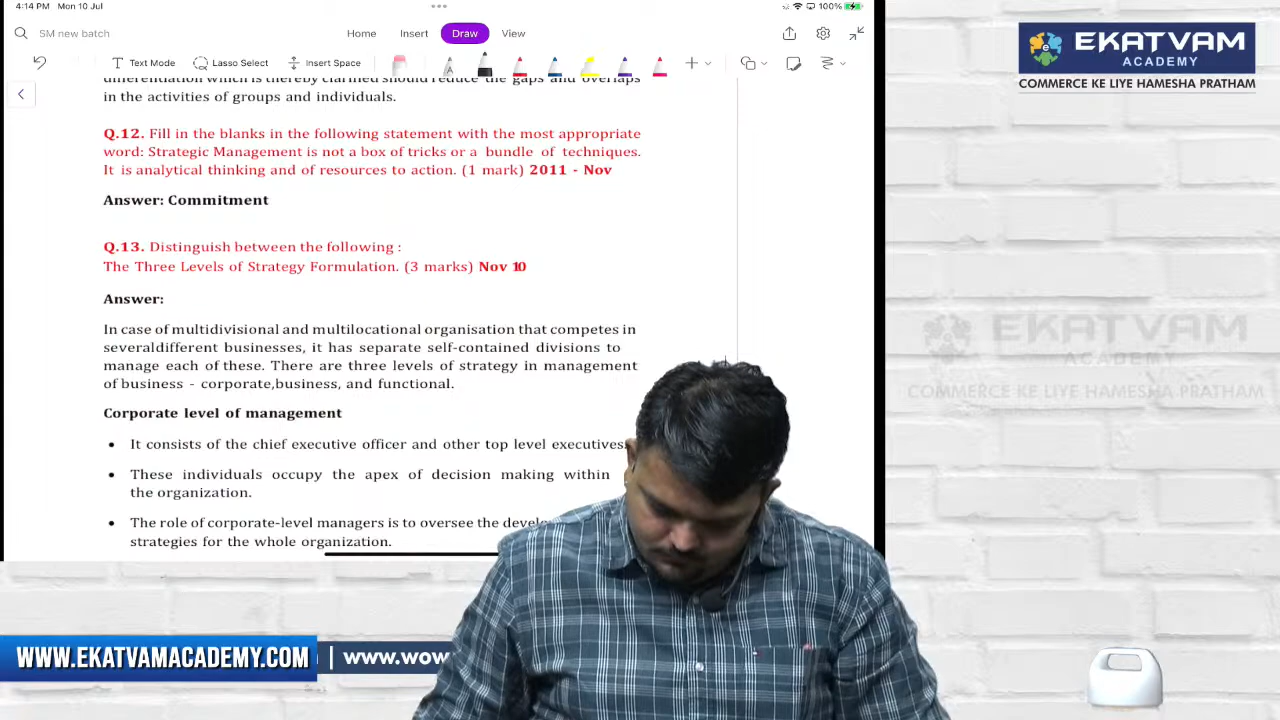 4:14 PM Mon 10 Jul
100%
SM new batch
Home Insert Draw View
Text Mode Lasso Select Insert Space
in the activities of groups and individuals.
Q.12. Fill in the blanks in the following statement with the most appropriate
word: Strategic Management is not a box of tricks or a bundle of techniques.
It is analytical thinking and of resources to action. (1 mark) 2011 - Nov
Answer: Commitment
Q.13. Distinguish between the following :
The Three Levels of Strategy Formulation. (3 marks) Nov 10
Answer:
In case of multidivisional and multilocational organisation that competes in
severaldifferent businesses, it has separate self-contained divisions to
manage each of these. There are three levels of strategy in management
of business - corporate,business, and functional.
Corporate level of management
• It consists of the chief executive officer and other top level executives.
• These individuals occupy the apex of decision making within
the organization.
• The role of corporate-level managers is to oversee the
strategies for the whole organization.
EKATVAM
ACADEMY
COMMERCE KE LIYE HAMESHA PRATHAM
EKATVAM
ACADEMY
COMMERCE KE LIYE HAMESHA PRATHAM
WWW.EKATVAMACADEMY.COM | www.wow